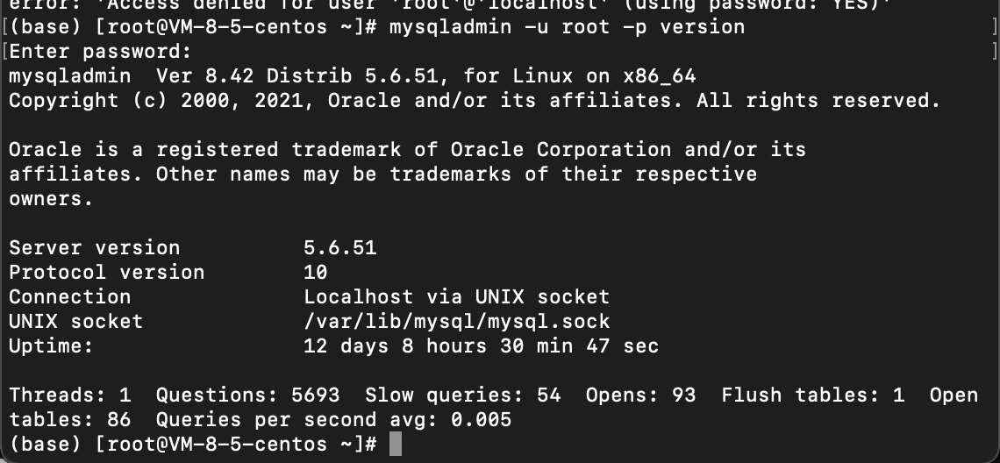 error: 'Access denied for user 'root'@'localhost' (using password: YES)'
[(base) [root@VM-8-5-centos ~]# mysqladmin -u root -p version ]
[Enter password: ]
mysqladmin  Ver 8.42 Distrib 5.6.51, for Linux on x86_64
Copyright (c) 2000, 2021, Oracle and/or its affiliates. All rights reserved.

Oracle is a registered trademark of Oracle Corporation and/or its
affiliates. Other names may be trademarks of their respective
owners.

Server version          5.6.51
Protocol version        10
Connection              Localhost via UNIX socket
UNIX socket             /var/lib/mysql/mysql.sock
Uptime:                 12 days 8 hours 30 min 47 sec

Threads: 1  Questions: 5693  Slow queries: 54  Opens: 93  Flush tables: 1  Open
tables: 86  Queries per second avg: 0.005
(base) [root@VM-8-5-centos ~]#